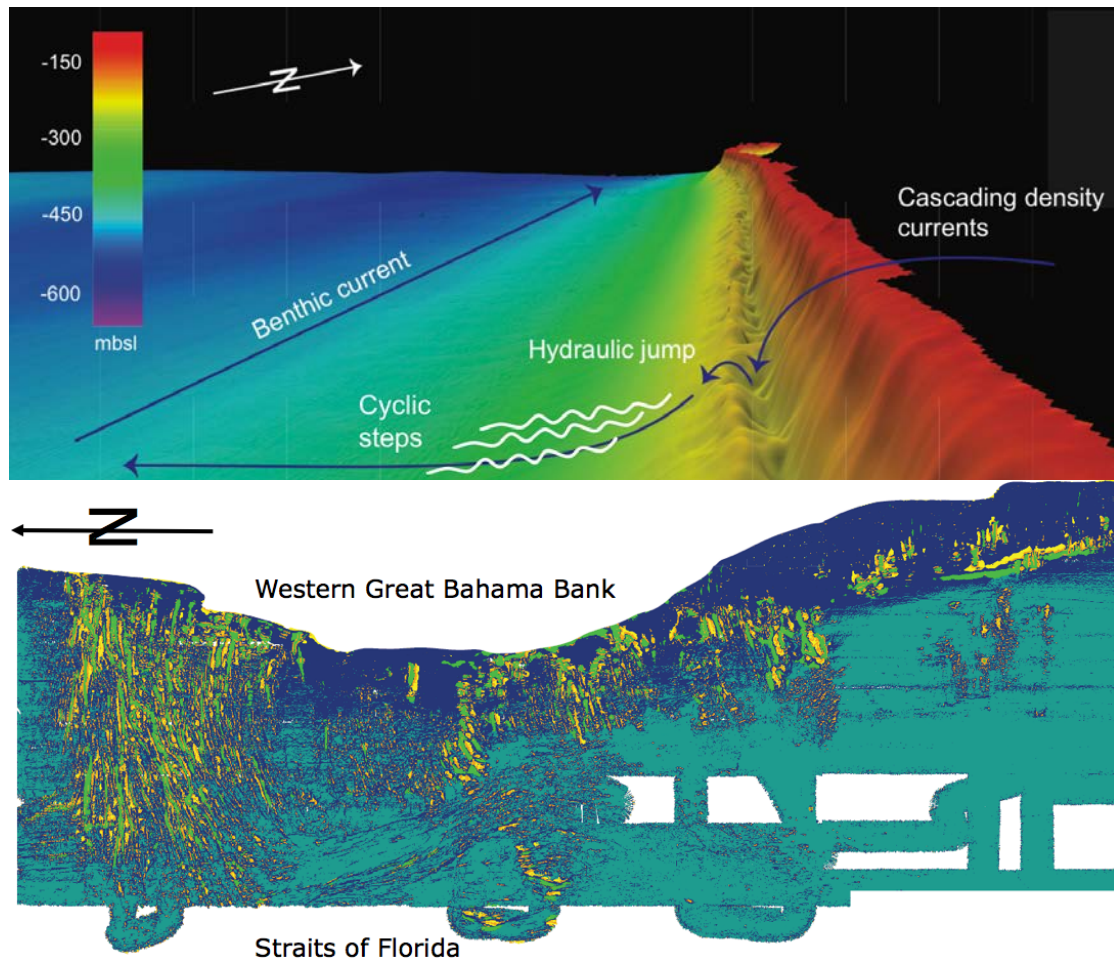 -150
-300
-450
-600
mbsl
N
Benthic current
Cascading density
currents
Hydraulic jump
Cyclic
steps
N
Western Great Bahama Bank
Straits of Florida